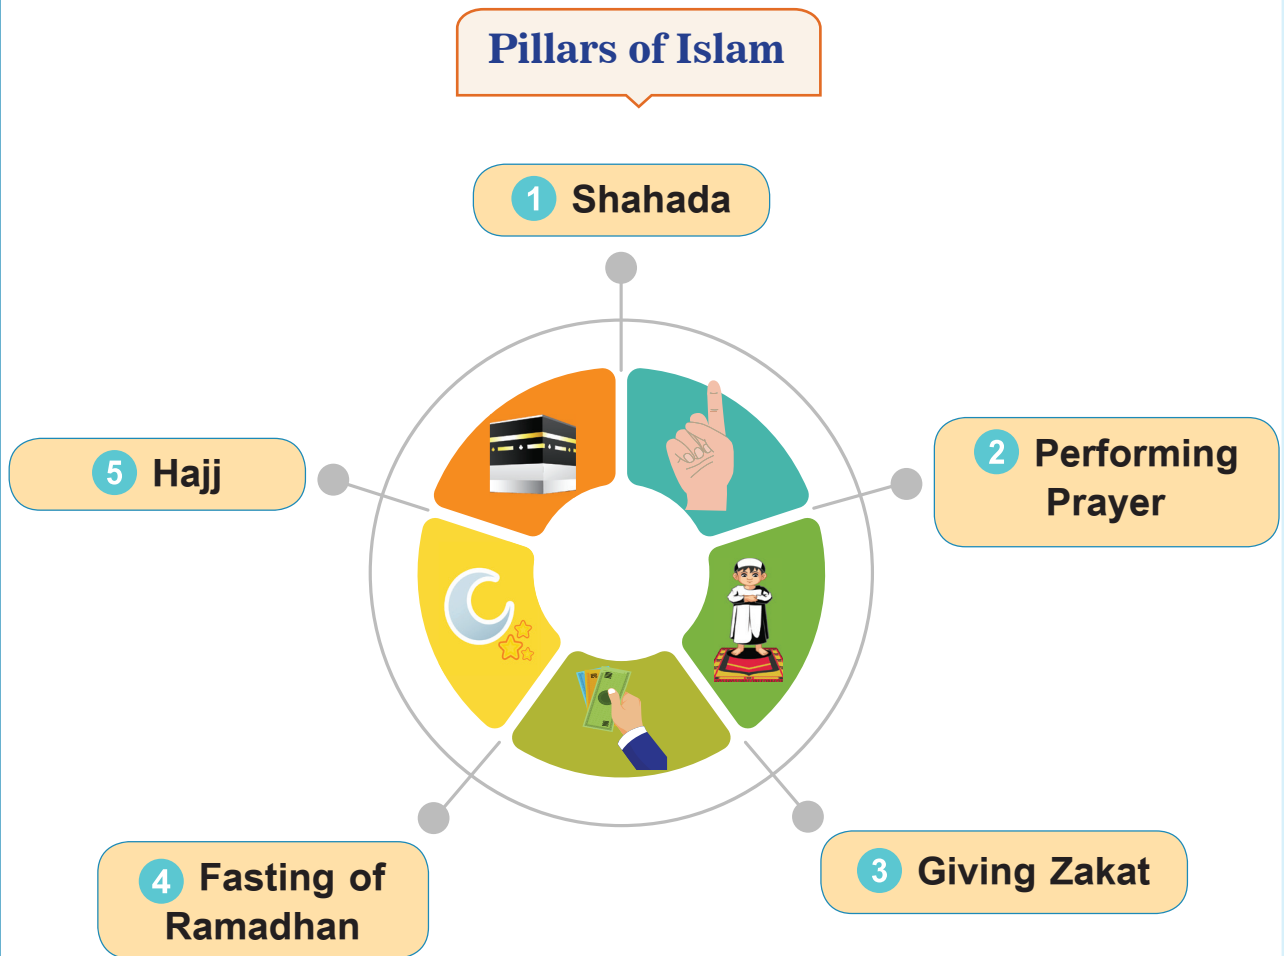 Pillars of Islam
1 Shahada
2 Performing
Prayer
3 Giving Zakat
4 Fasting of
Ramadhan
5 Hajj